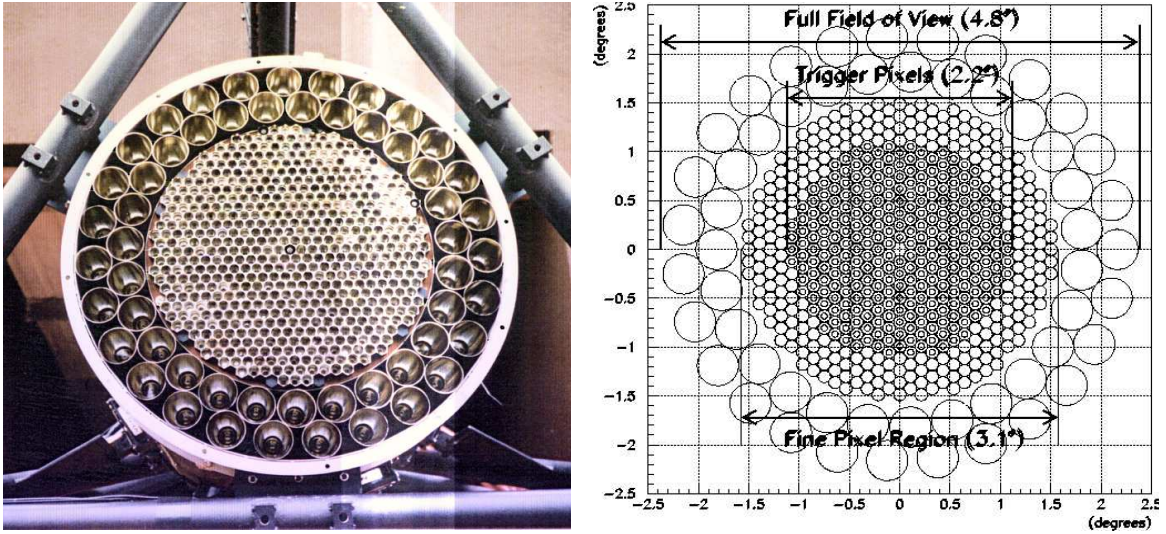 2.5
(degrees)
Full Field of View (4.8°)
2
Trigger Pixels (2.2°)
1.5
1
0.5
0
−0.5
−1
−1.5
Fine Pixel Region (3.1°)
−2
−2.5
−2.5 −2 −1.5 −1 −0.5 0 0.5 1 1.5 2 2.5
(degrees)